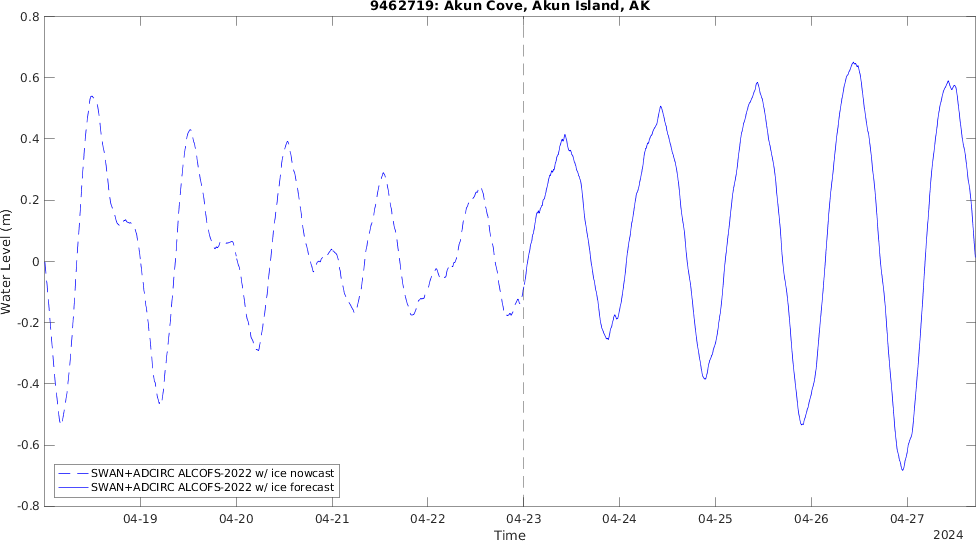 9462719: Akun Cove, Akun Island, AK
Water Level (m)
0.8
0.6
0.4
0.2
0
-0.2
-0.4
-0.6
-0.8
SWAN+ADCIRC ALCOFS-2022 w/ ice nowcast
SWAN+ADCIRC ALCOFS-2022 w/ ice forecast
04-19 04-20 04-21 04-22 04-23 04-24 04-25 04-26 04-27
Time
2024